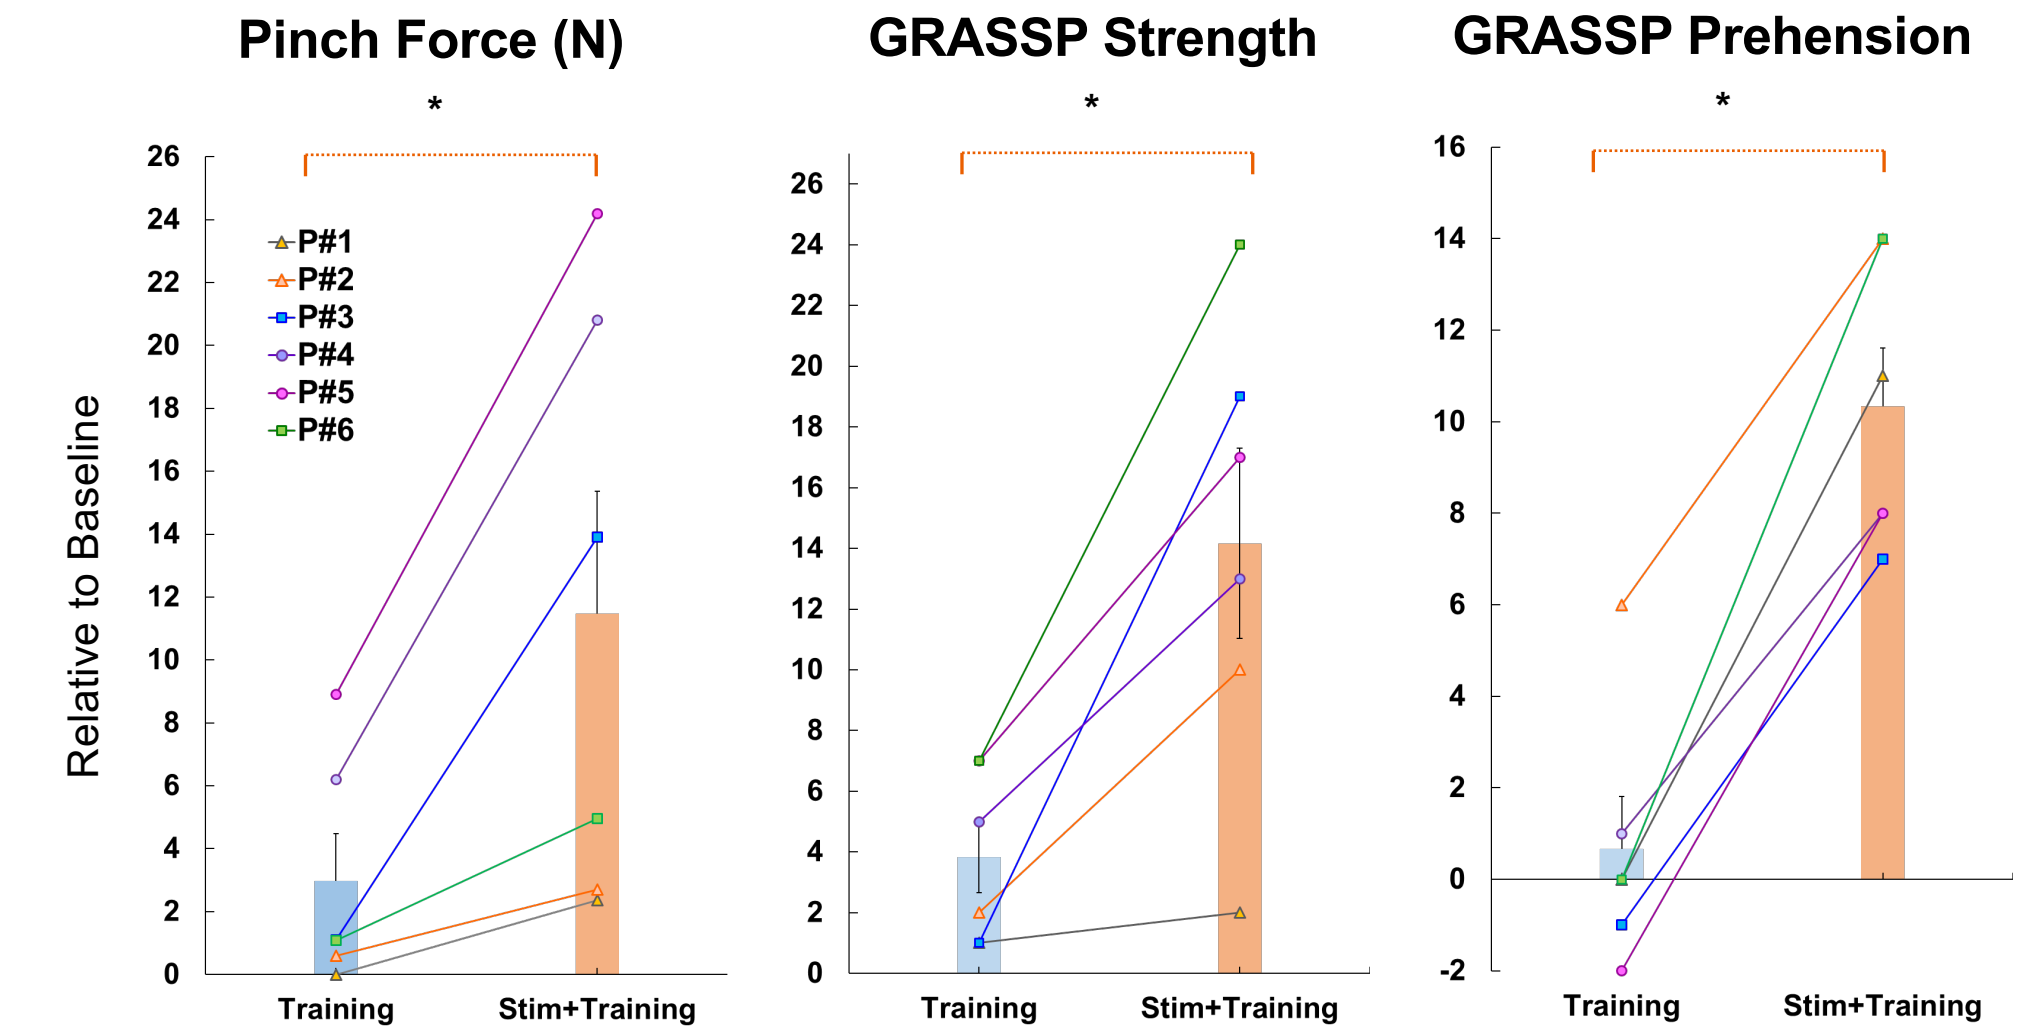 Pinch Force (N)
*
Relative to Baseline
26
24
22
20
18
16
14
12
10
8
6
4
2
0
P#1
P#2
P#3
P#4
P#5
P#6
Training
Stim+Training
GRASSP Strength
*
26
24
22
20
18
16
14
12
10
8
6
4
2
0
Training
Stim+Training
GRASSP Prehension
*
16
14
12
10
8
6
4
2
0
-2
Training
Stim+Training